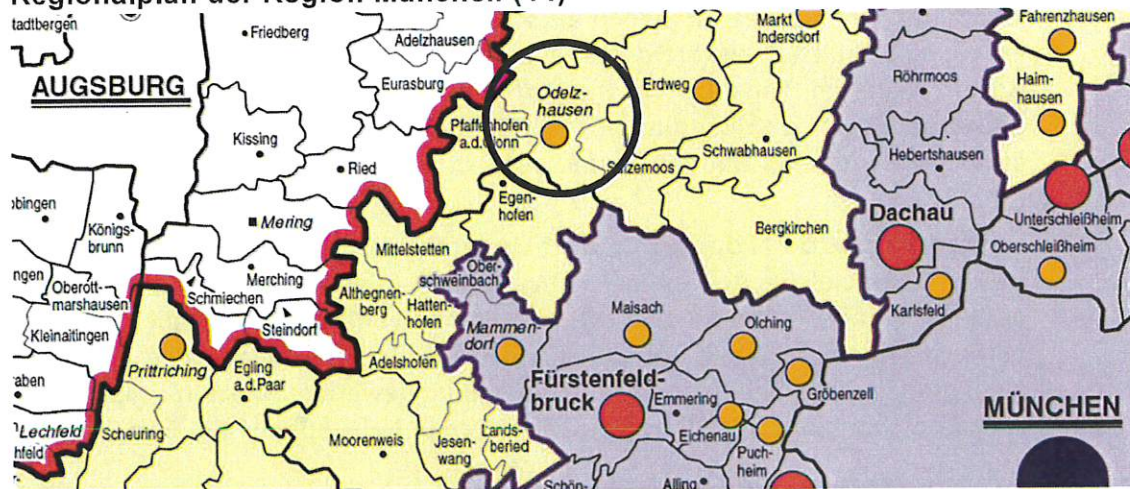 Regionalplan der Region München (14)
stadtbergen
Friedberg
Adelzhausen
Markt
Indersdorf
Fahrenzhausen
AUGSBURG
Eurasburg
Odelz-
hausen
Erdweg
Röhrmoos
Haim-
hausen
Kissing
Pfaffenhofen
a.d.Glonn
Ried
Sulzemoos
Schwabhausen
Hebertshausen
Egen-
hofen
Königs-
brunn
Mering
Mittelstetten
Bergkirchen
Dachau
Unterschleißheim
Oberschleißheim
Oberott-
marshausen
Merching
Schmiechen
Ober-
schweinbach
Althegnen-
berg
Hatten-
hofen
Maisach
Karlsfeld
Kleinaitingen
Steindorf
Mammen-
dorf
Olching
Prittriching
Egling
a.d.Paar
Adelshofen
Fürstenfeld-
bruck
Emmering
Gröbenzell
MÜNCHEN
Lechfeld
hfeld
Scheuring
Moorenweis
Jesen-
wang
Lands-
beried
Eichenau
Puch-
heim
Schön-
Alling